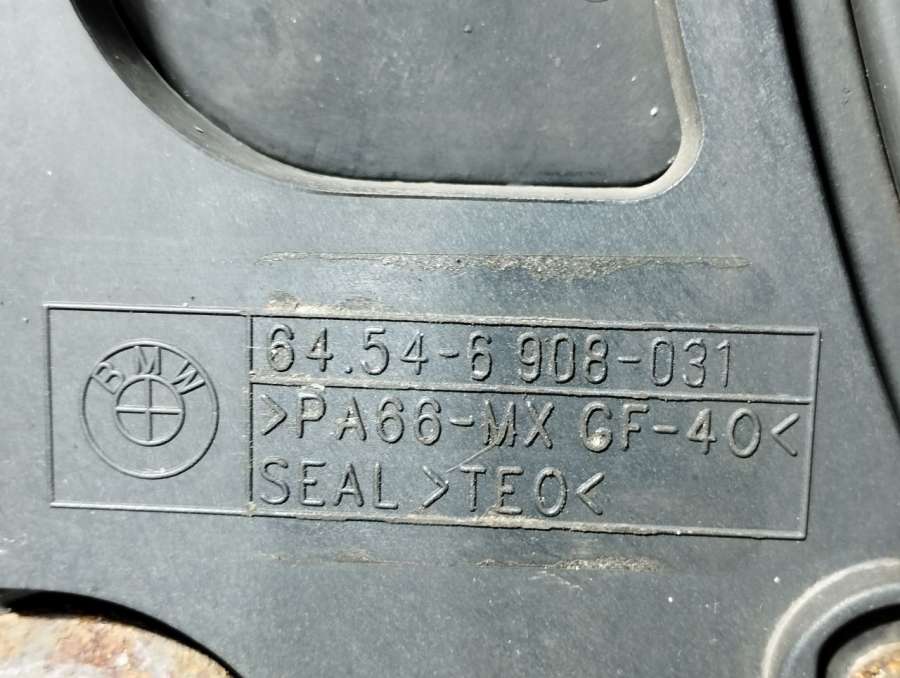 BMW
64.54-6 908-031
>PA66-MX GF-40<
SEAL >TEO<